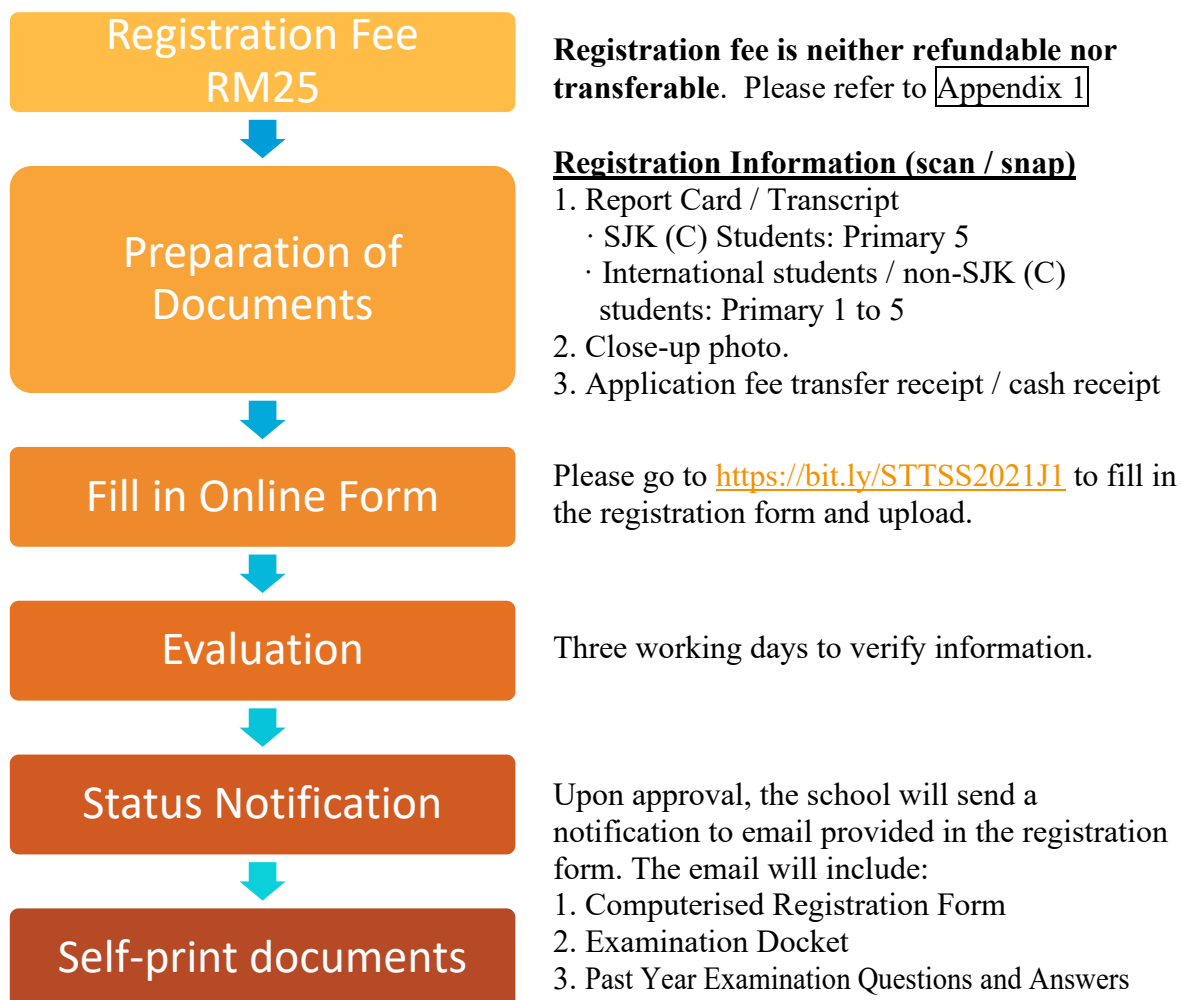 Registration Fee
RM25
Registration fee is neither refundable nor
transferable. Please refer to Appendix 1
Preparation of
Documents
Registration Information (scan / snap)
1. Report Card / Transcript
· SJK (C) Students: Primary 5
· International students / non-SJK (C)
students: Primary 1 to 5
2. Close-up photo.
3. Application fee transfer receipt / cash receipt
Fill in Online Form
Please go to https://bit.ly/STTSS2021J1 to fill in
the registration form and upload.
Evaluation
Three working days to verify information.
Status Notification
Upon approval, the school will send a
notification to email provided in the registration
form. The email will include:
1. Computerised Registration Form
2. Examination Docket
3. Past Year Examination Questions and Answers
Self-print documents